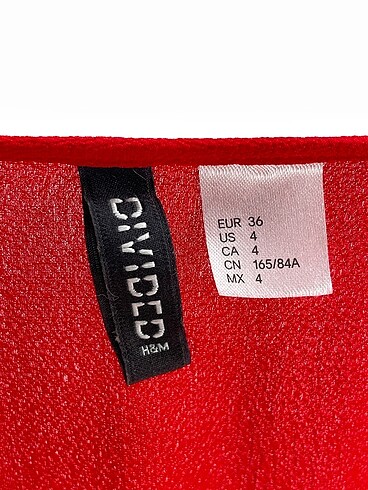 DIVIDED
H&M
EUR 36
US 4
CA 4
CN 165/84A
MX 4